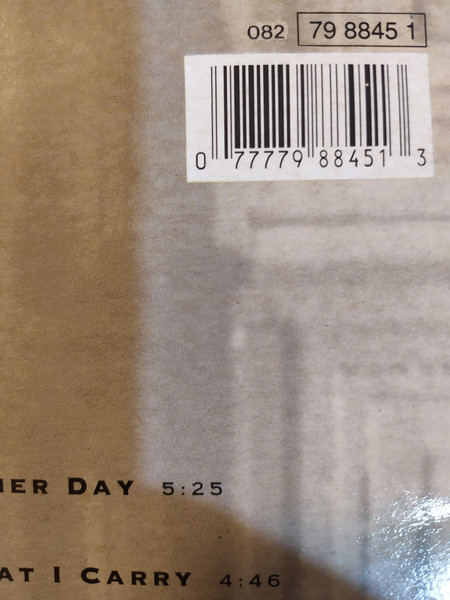 082 79 8845 1
0 77779 88451 3
IER DAY 5:25
AT I CARRY 4:46